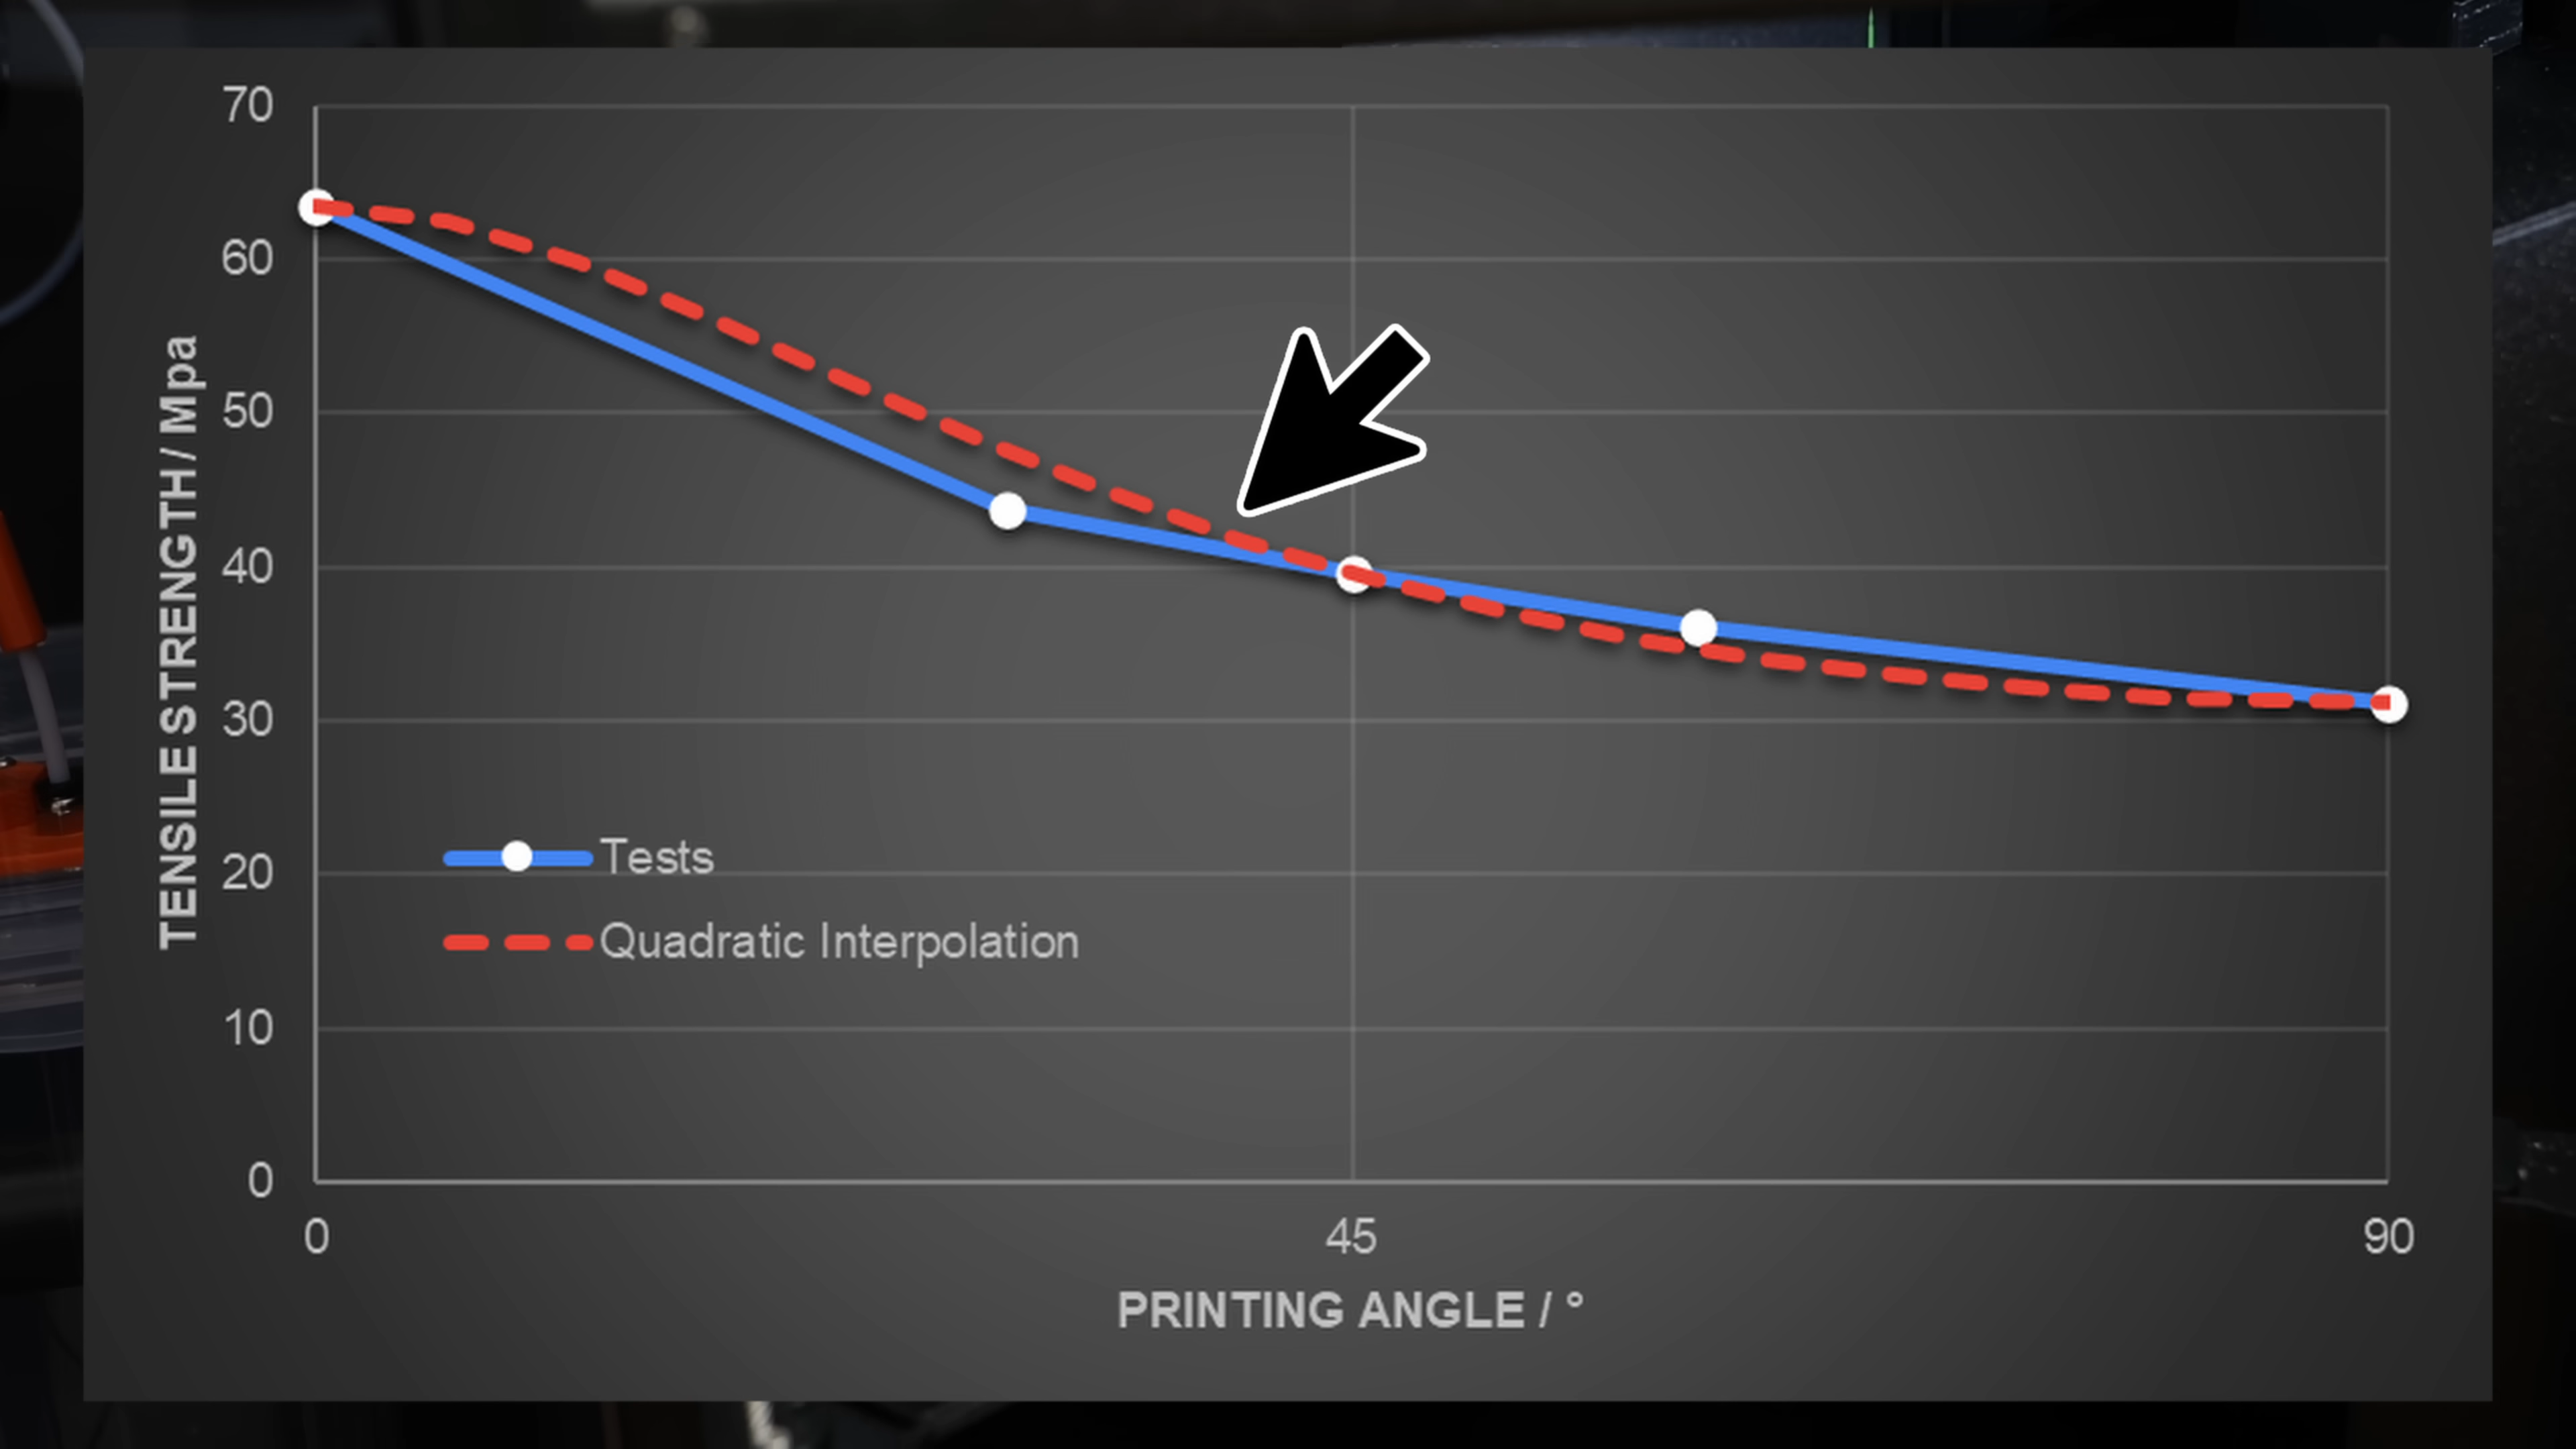 70
60
50
40
30
20
10
0
TENSILE STRENGTH / Mpa
Tests
Quadratic Interpolation
0
45
90
PRINTING ANGLE / °